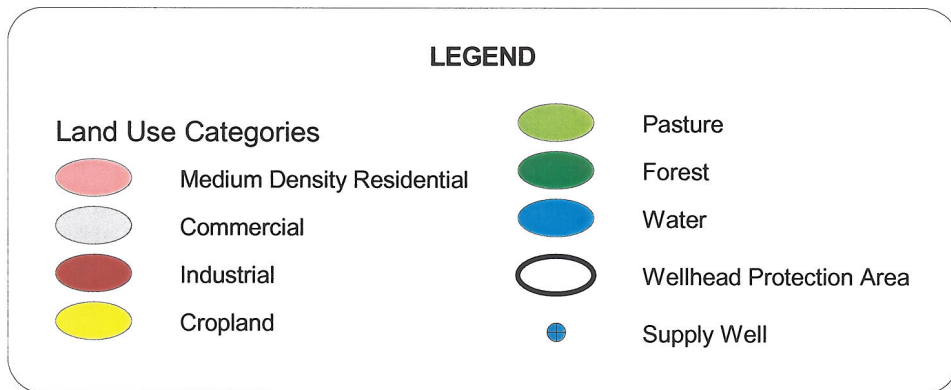 LEGEND
Land Use Categories
Medium Density Residential
Commercial
Industrial
Cropland
Pasture
Forest
Water
Wellhead Protection Area
Supply Well